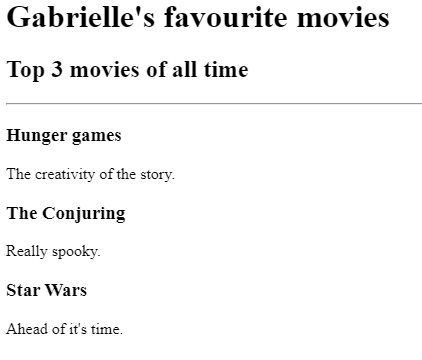 Gabrielle's favourite movies
Top 3 movies of all time
Hunger games
The creativity of the story.
The Conjuring
Really spooky.
Star Wars
Ahead of it's time.